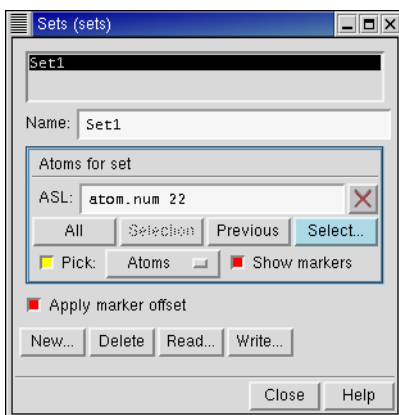 Sets (sets)
Set1
Name: Set1
Atoms for set
ASL: atom.num 22
All Selection Previous Select...
Pick: Atoms Show markers
Apply marker offset
New... Delete Read... Write...
Close Help